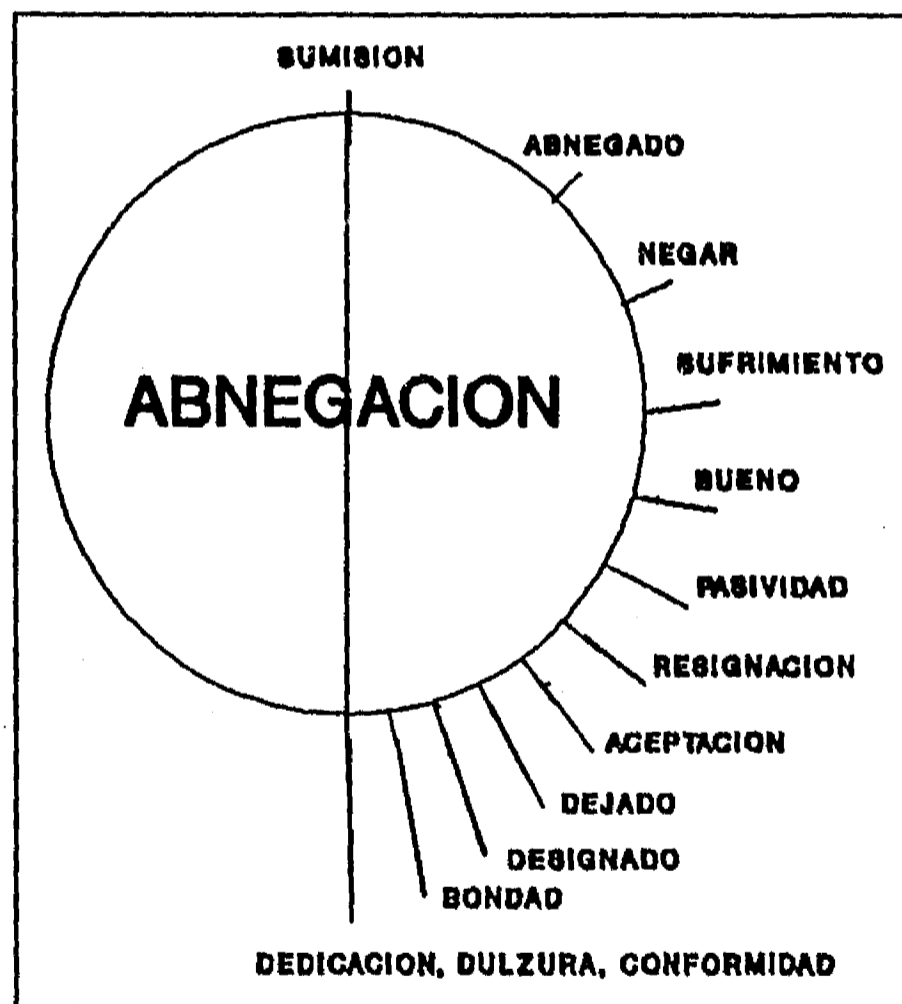 SUMISION
ABNEGADO
NEGAR
SUFRIMIENTO
ABNEGACION
BUENO
PASIVIDAD
RESIGNACION
ACEPTACION
DEJADO
DESIGNADO
BONDAD
DEDICACION, DULZURA, CONFORMIDAD